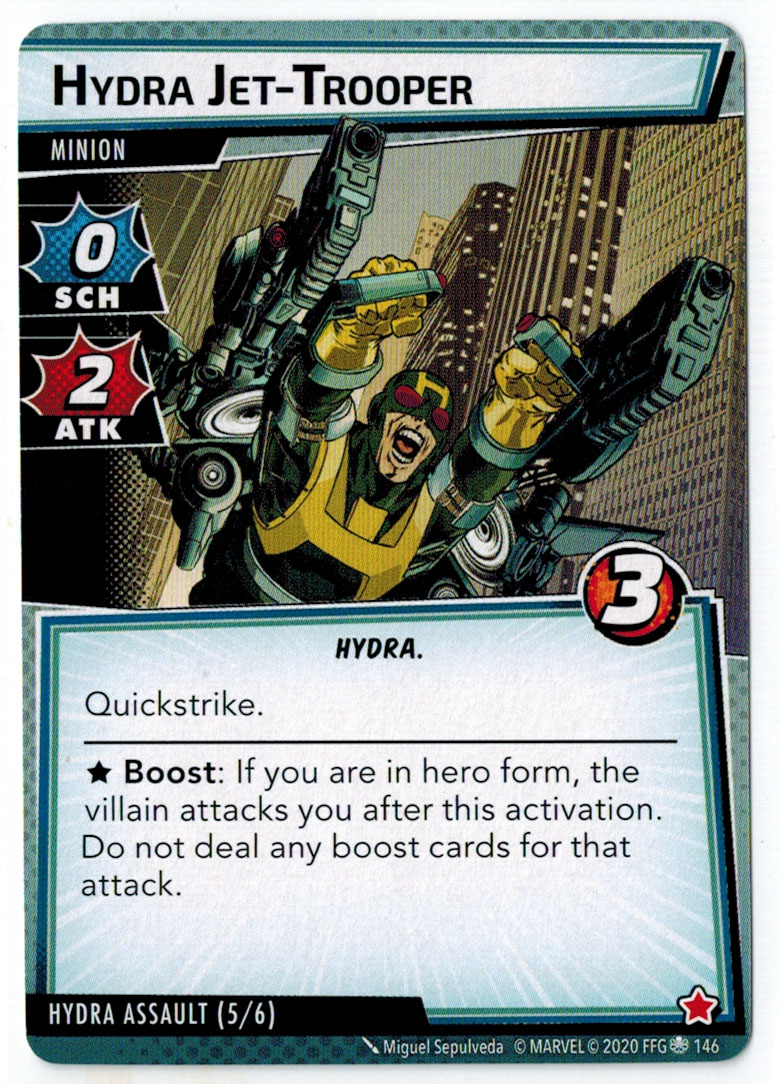 Hydra Jet-Trooper
MINION
0
SCH
2
ATK
3
HYDRA.
Quickstrike.
★ Boost: If you are in hero form, the
villain attacks you after this activation.
Do not deal any boost cards for that
attack.
HYDRA ASSAULT (5/6)
Miguel Sepulveda © MARVEL © 2020 FFG 146